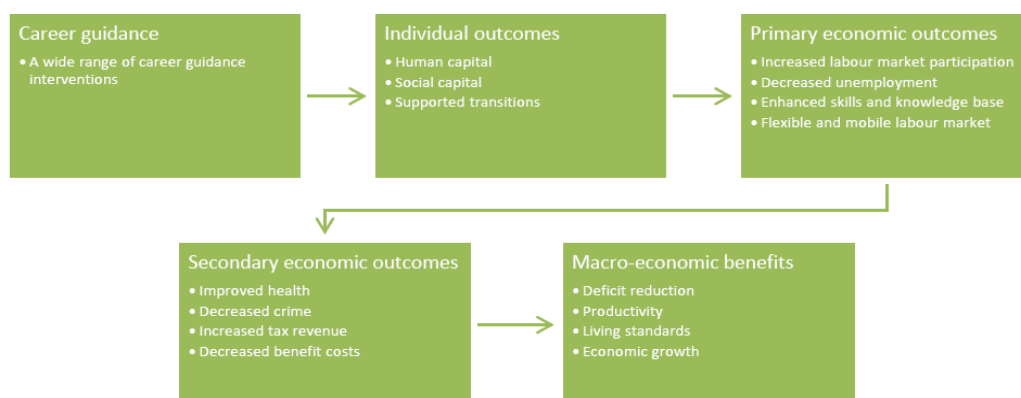 Career guidance
• A wide range of career guidance
interventions
Individual outcomes
• Human capital
• Social capital
• Supported transitions
Primary economic outcomes
• Increased labour market participation
• Decreased unemployment
• Enhanced skills and knowledge base
• Flexible and mobile labour market
Secondary economic outcomes
• Improved health
• Decreased crime
• Increased tax revenue
• Decreased benefit costs
Macro-economic benefits
• Deficit reduction
• Productivity
• Living standards
• Economic growth